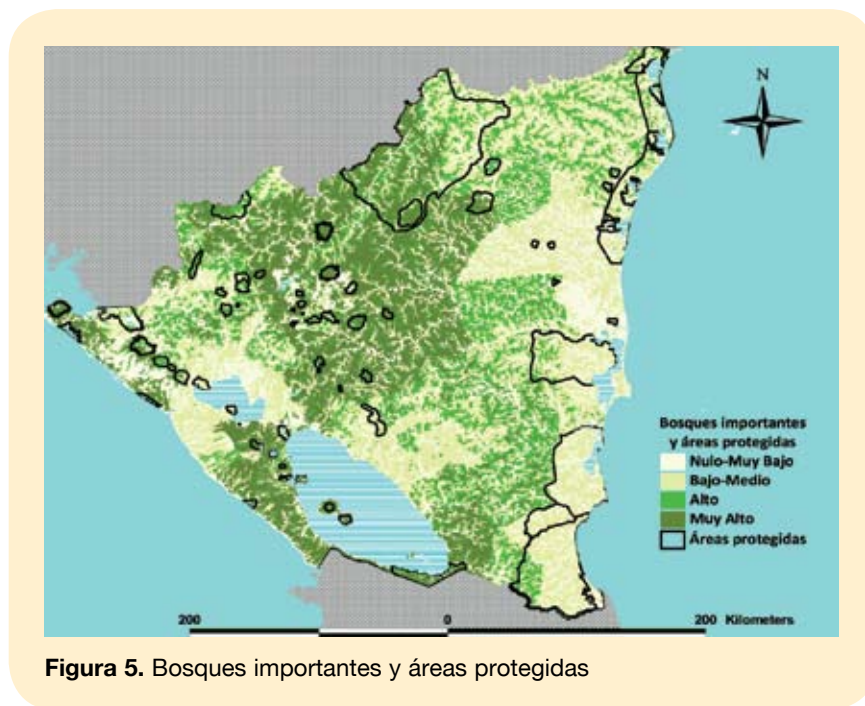 N
Bosques importantes
y áreas protegidas
Nulo-Muy Bajo
Bajo-Medio
Alto
Muy Alto
Áreas protegidas
200 0 200 Kilometers
Figura 5. Bosques importantes y áreas protegidas